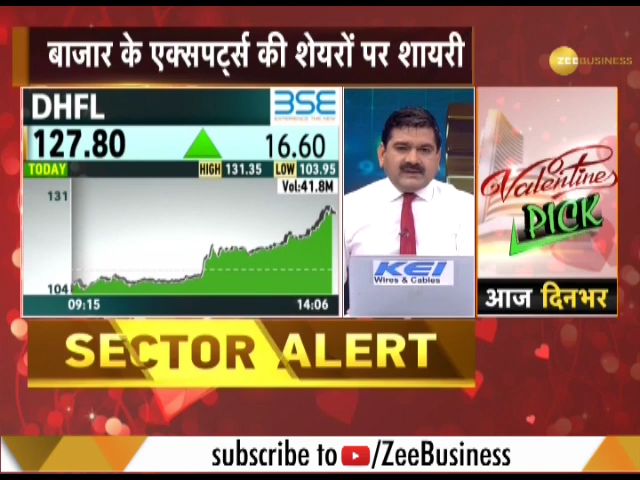 बाजार के एक्सपर्ट्स की शेयरों पर शायरी
ZEEBUSINESS
DHFL
BSE
EXPERIENCE THE NEW
127.80 16.60
TODAY HIGH 131.35 LOW 103.95
Vol:41.8M
131
104
09:15 14:06
KEI
Wires & Cables
Valentine
PICK
आज दिनभर
SECTOR ALERT
subscribe to /ZeeBusiness